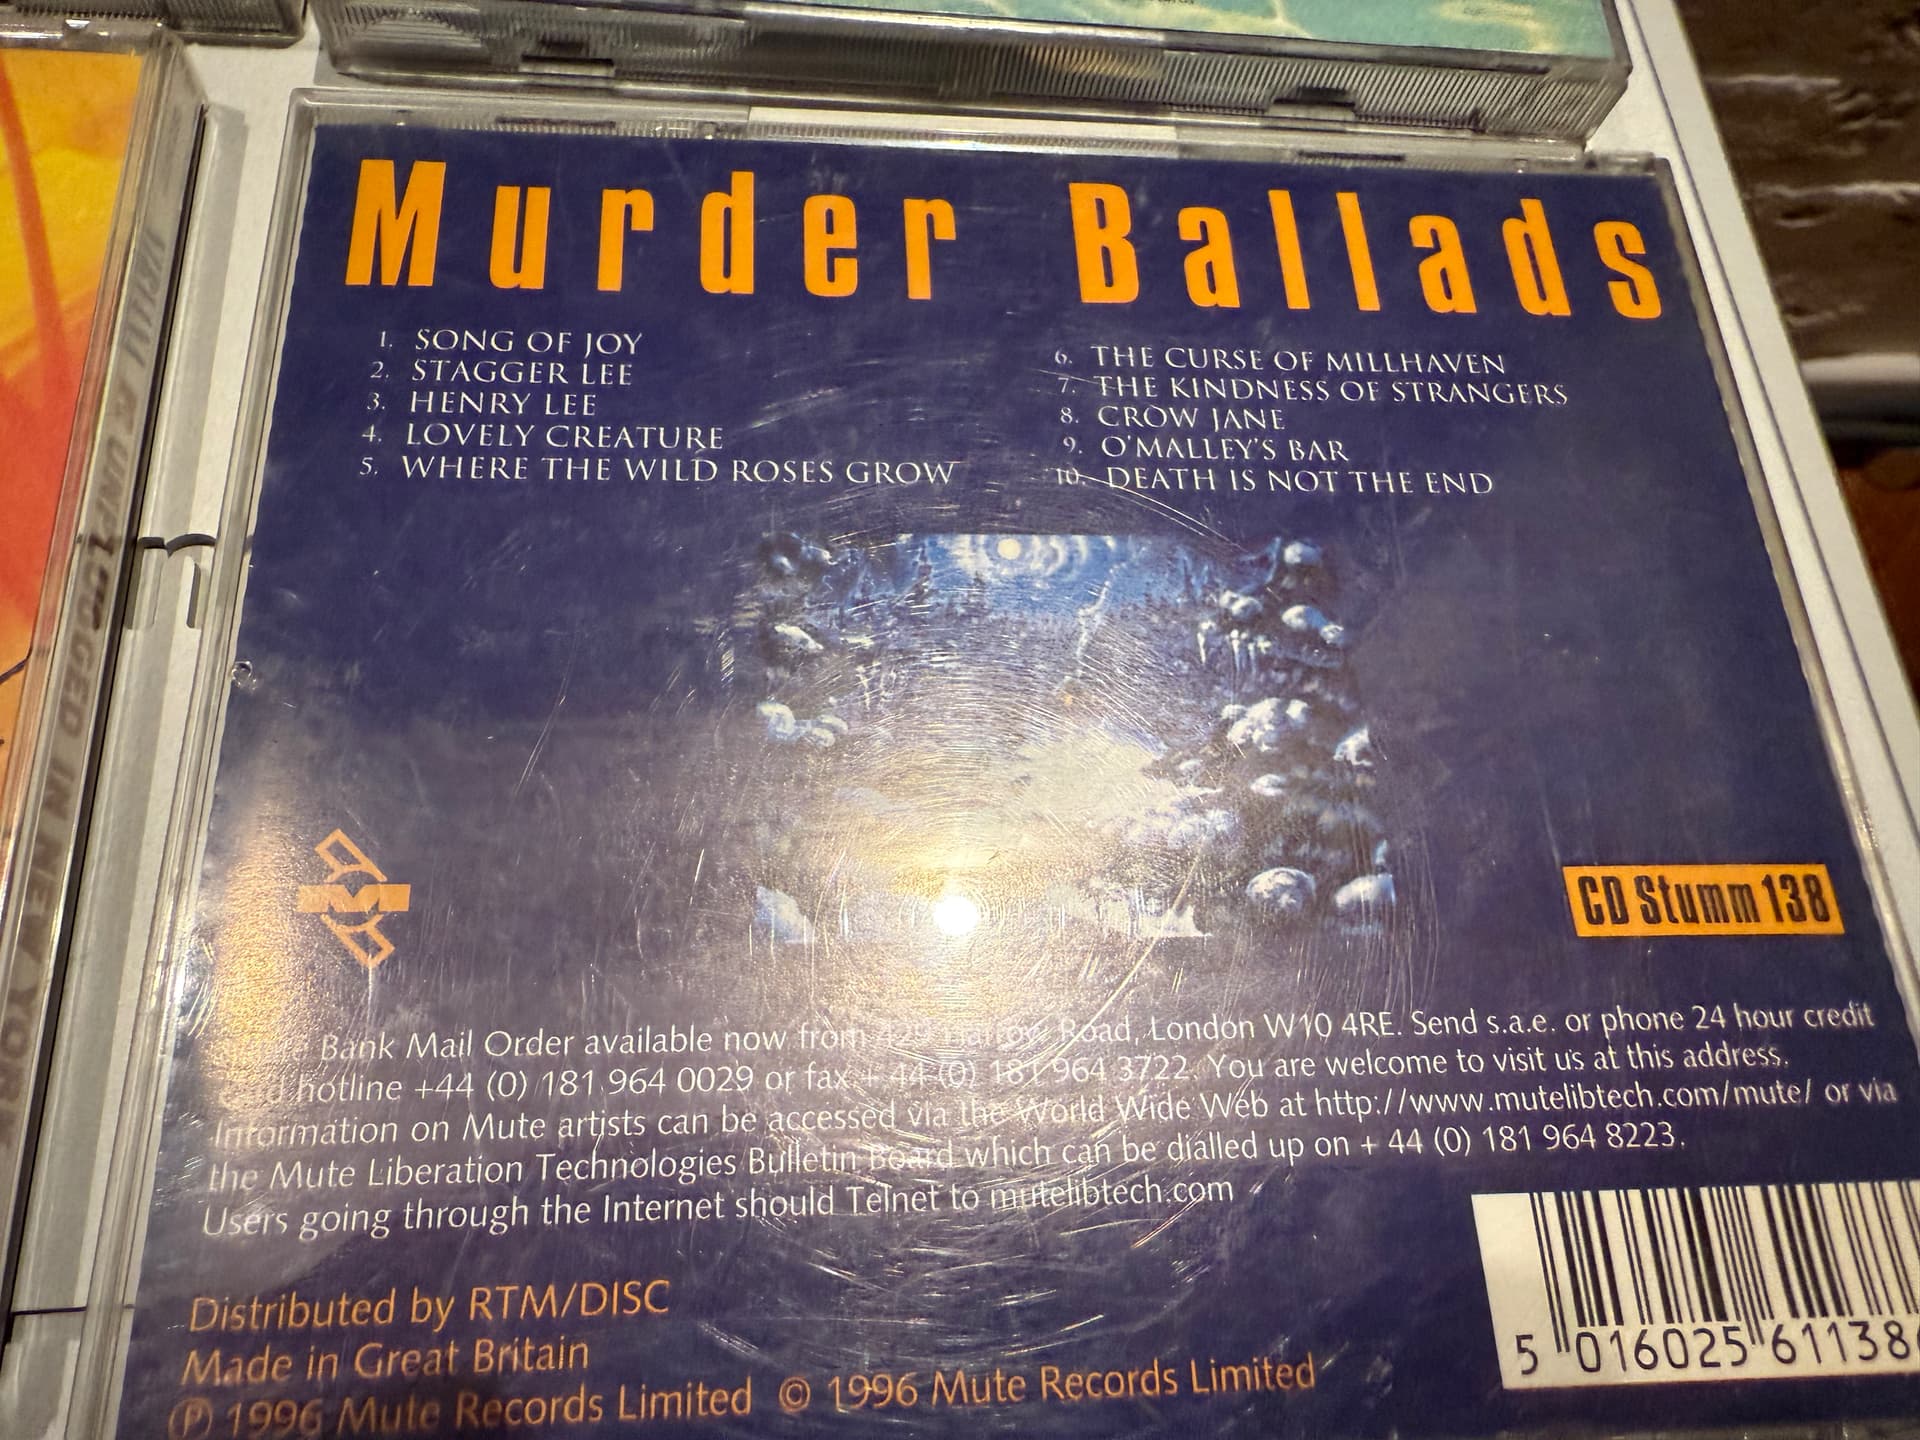 Murder Ballads
1. SONG OF JOY
2. STAGGER LEE
3. HENRY LEE
4. LOVELY CREATURE
5. WHERE THE WILD ROSES GROW
6. THE CURSE OF MILLHAVEN
7. THE KINDNESS OF STRANGERS
8. CROW JANE
9. O'MALLEY'S BAR
10. DEATH IS NOT THE END
CD Stumm 138
Bank Mail Order available now from 429 Harrow Road, London W10 4RE. Send s.a.e. or phone 24 hour credit
hotline +44 (0) 181 964 0029 or fax + 44 (0) 181 964 3722. You are welcome to visit us at this address.
Information on Mute artists can be accessed via the World Wide Web at http://www.mutelibtech.com/mute/ or via
the Mute Liberation Technologies Bulletin Board which can be dialled up on + 44 (0) 181 964 8223.
Users going through the Internet should Telnet to mutelibtech.com
Distributed by RTM/DISC
Made in Great Britain
℗ 1996 Mute Records Limited © 1996 Mute Records Limited
5 016025 61138
UNPLUGGED IN NEW YORK